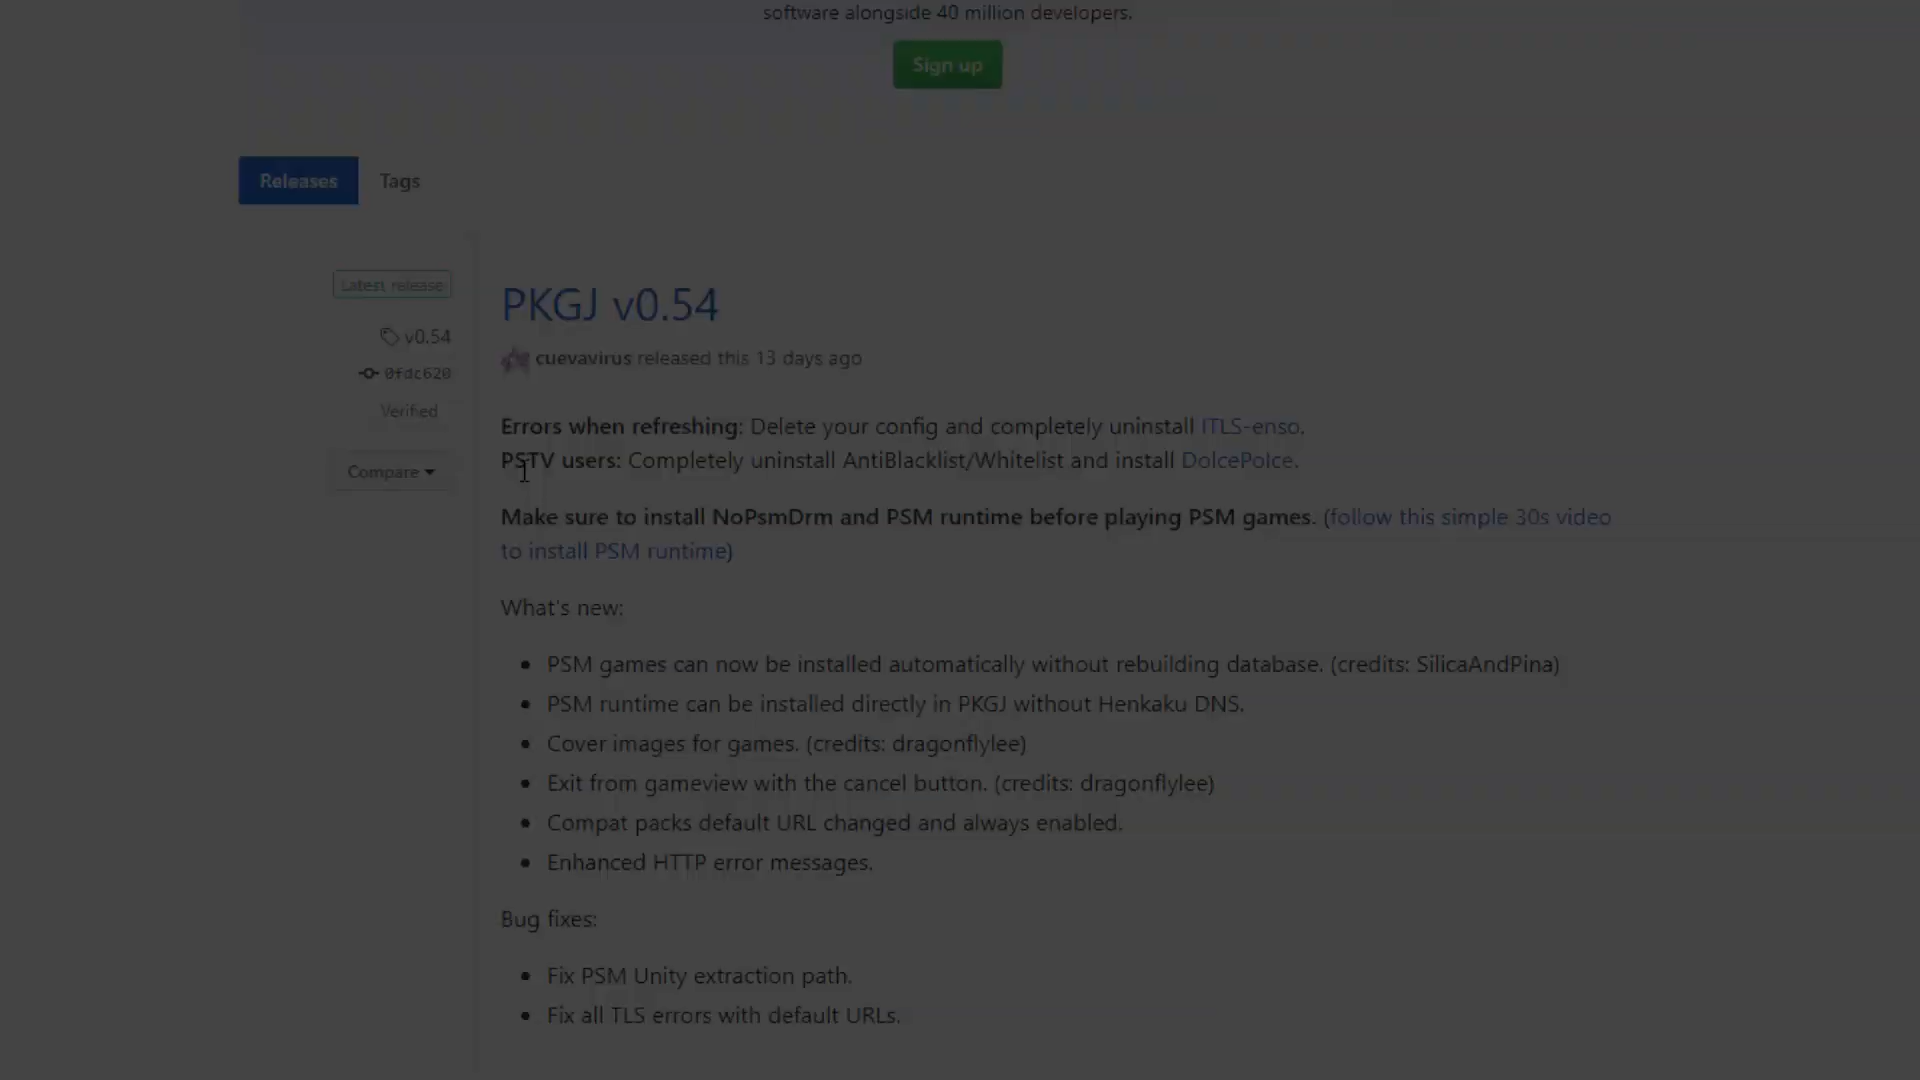 software alongside 40 million developers.
Sign up
Releases
Tags
Latest release
v0.54
0fdc620
Verified
Compare
PKGJ v0.54
cuevavirus released this 13 days ago
Errors when refreshing: Delete your config and completely uninstall iTLS-enso.
PSTV users: Completely uninstall AntiBlacklist/Whitelist and install DolcePolce.
Make sure to install NoPsmDrm and PSM runtime before playing PSM games. (follow this simple 30s video
to install PSM runtime)
What's new:
PSM games can now be installed automatically without rebuilding database. (credits: SilicaAndPina)
PSM runtime can be installed directly in PKGJ without Henkaku DNS.
Cover images for games. (credits: dragonflylee)
Exit from gameview with the cancel button. (credits: dragonflylee)
Compat packs default URL changed and always enabled.
Enhanced HTTP error messages.
Bug fixes:
Fix PSM Unity extraction path.
Fix all TLS errors with default URLs.